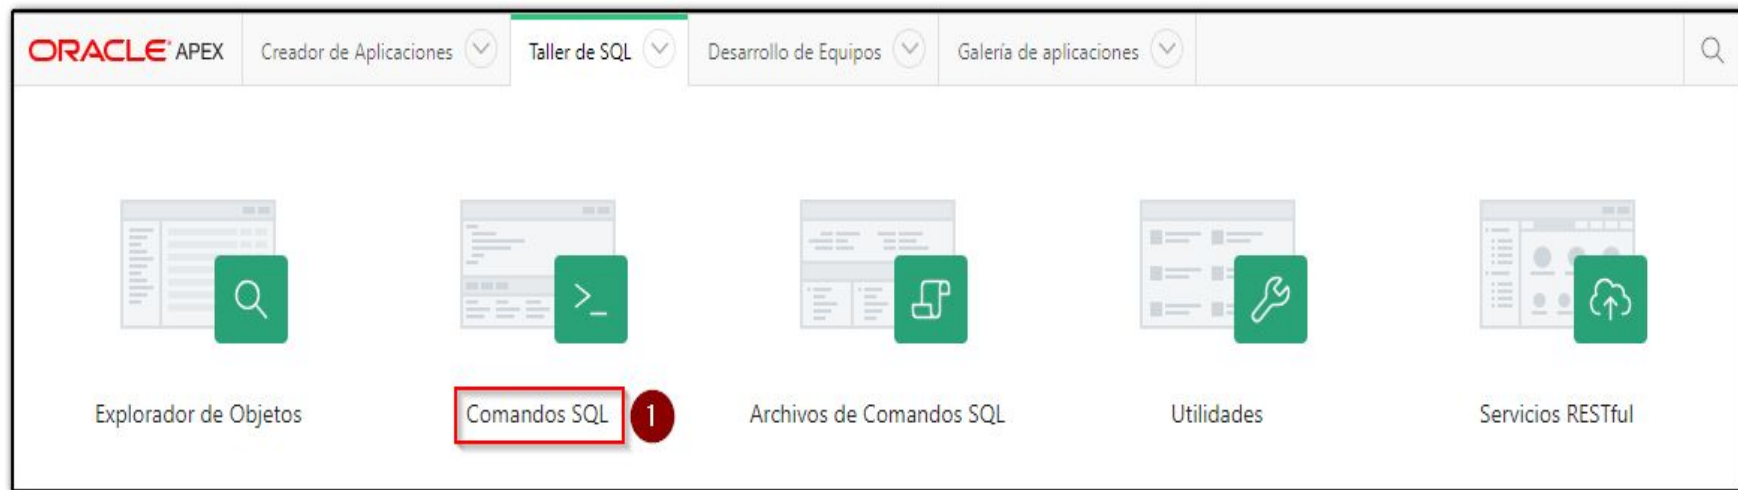 ORACLE APEX Creador de Aplicaciones Taller de SQL Desarrollo de Equipos Galería de aplicaciones
>_
Explorador de Objetos Comandos SQL 1 Archivos de Comandos SQL Utilidades Servicios RESTful